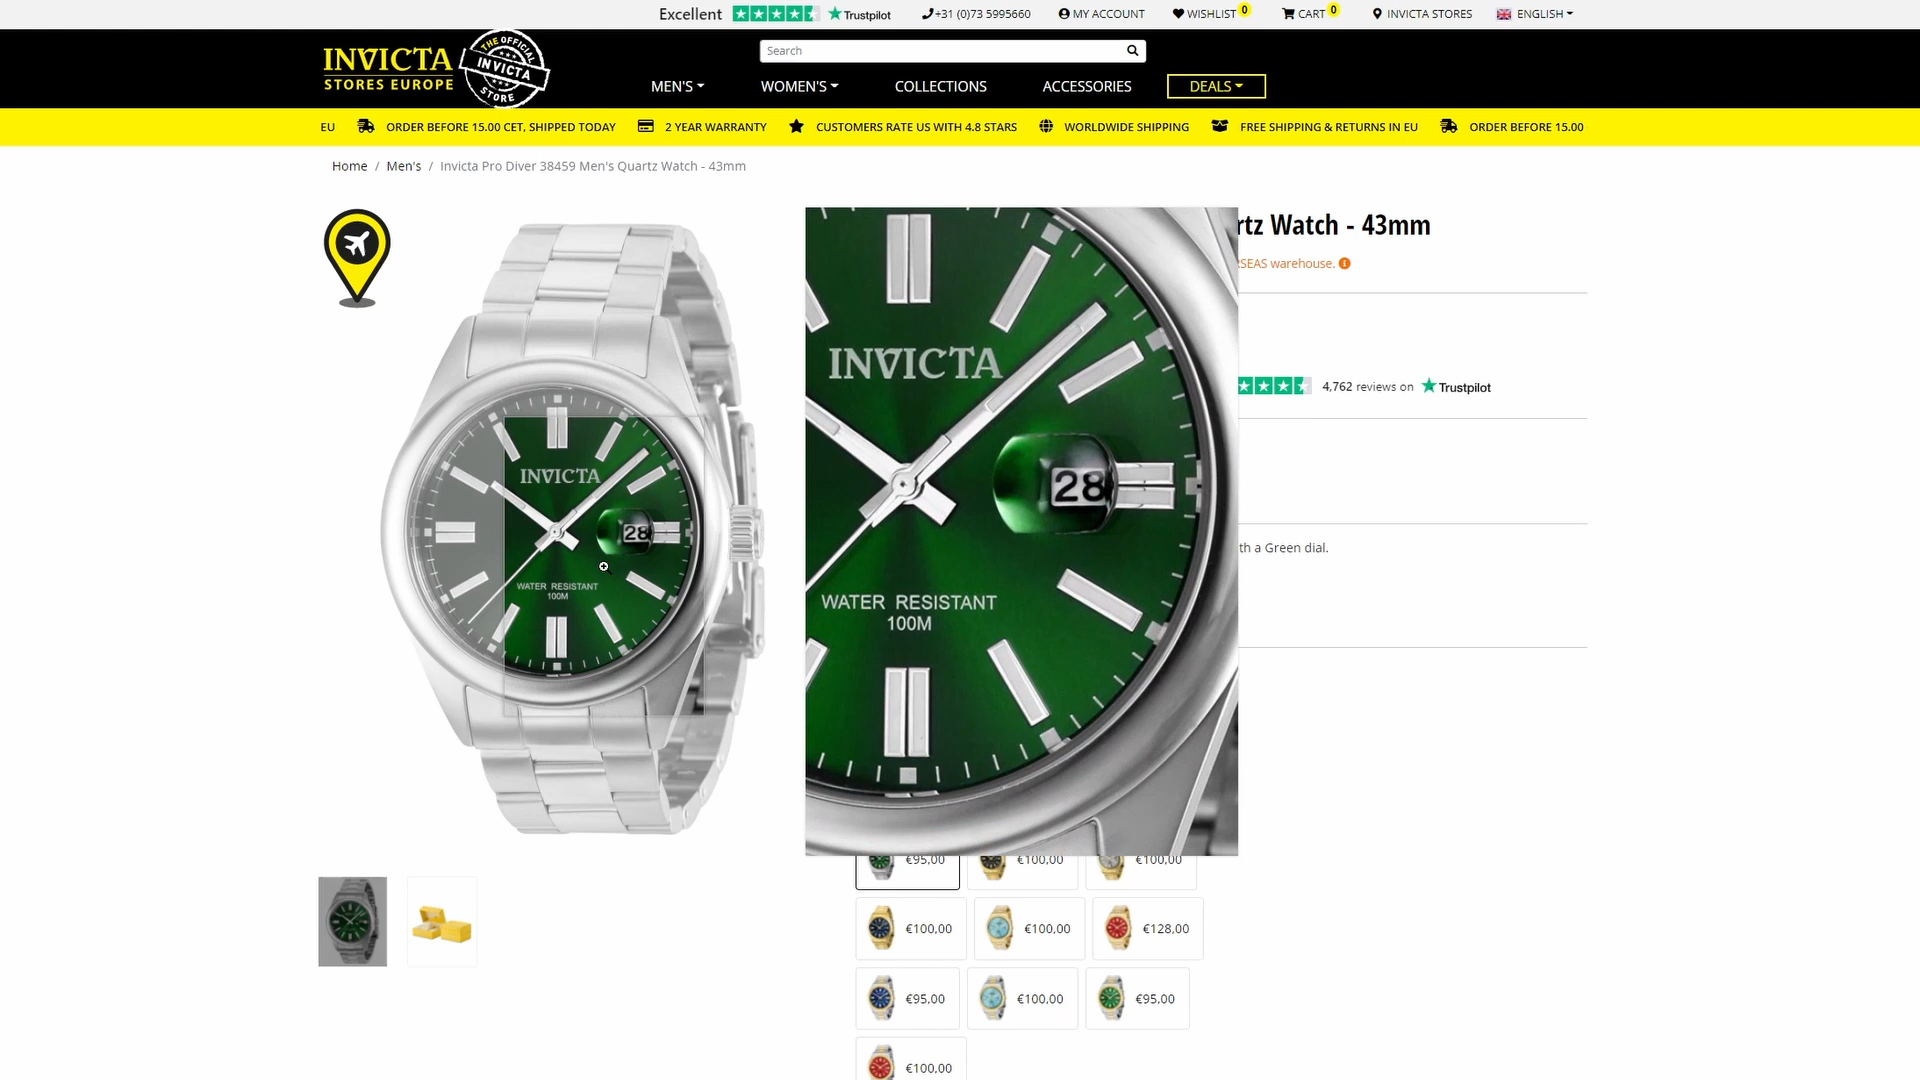 Excellent Trustpilot +31 (0)73 5995660 MY ACCOUNT WISHLIST 0 CART 0 INVICTA STORES ENGLISH
INVICTA
STORES EUROPE
THE OFFICIAL
INVICTA
STORE
Search
MEN'S WOMEN'S COLLECTIONS ACCESSORIES DEALS
EU ORDER BEFORE 15.00 CET, SHIPPED TODAY 2 YEAR WARRANTY CUSTOMERS RATE US WITH 4.8 STARS WORLDWIDE SHIPPING FREE SHIPPING & RETURNS IN EU ORDER BEFORE 15.00
Home / Men's / Invicta Pro Diver 38459 Men's Quartz Watch - 43mm
INVICTA
28
WATER RESISTANT
100M
INVICTA
28
WATER RESISTANT
100M
rtz Watch - 43mm
RSEAS warehouse.
4,762 reviews on Trustpilot
th a Green dial.
€95,00 €100,00 €100,00
€100,00 €100,00 €128,00
€95,00 €100,00 €95,00
€100,00